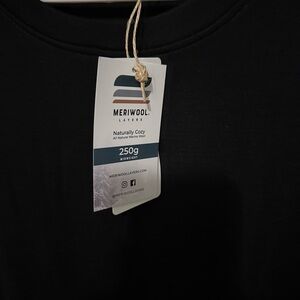 MERIWOOL
LAYERS
Naturally Cozy
All Natural Merino Wool
250g
MIDWEIGHT
MERIWOOLLAYERS.COM